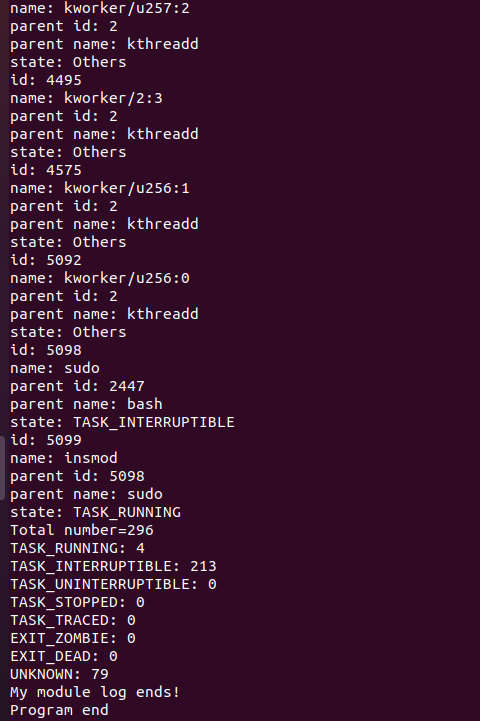 name: kworker/u257:2
parent id: 2
parent name: kthreadd
state: Others
id: 4495
name: kworker/2:3
parent id: 2
parent name: kthreadd
state: Others
id: 4575
name: kworker/u256:1
parent id: 2
parent name: kthreadd
state: Others
id: 5092
name: kworker/u256:0
parent id: 2
parent name: kthreadd
state: Others
id: 5098
name: sudo
parent id: 2447
parent name: bash
state: TASK_INTERRUPTIBLE
id: 5099
name: insmod
parent id: 5098
parent name: sudo
state: TASK_RUNNING
Total number=296
TASK_RUNNING: 4
TASK_INTERRUPTIBLE: 213
TASK_UNINTERRUPTIBLE: 0
TASK_STOPPED: 0
TASK_TRACED: 0
EXIT_ZOMBIE: 0
EXIT_DEAD: 0
UNKNOWN: 79
My module log ends!
Program end